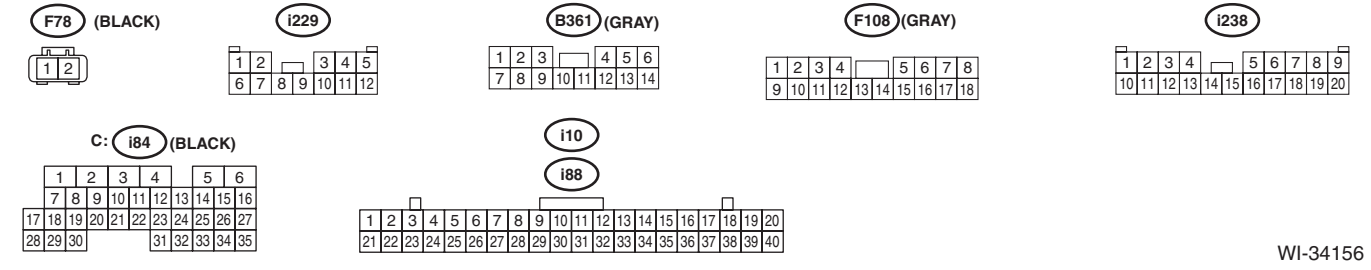 F78 (BLACK)
1 2
i229
1 2 3 4 5
6 7 8 9 10 11 12
B361 (GRAY)
1 2 3 4 5 6
7 8 9 10 11 12 13 14
F108 (GRAY)
1 2 3 4 5 6 7 8
9 10 11 12 13 14 15 16 17 18
i238
1 2 3 4 5 6 7 8 9
10 11 12 13 14 15 16 17 18 19 20
C: i84 (BLACK)
1 2 3 4 5 6
7 8 9 10 11 12 13 14 15 16
17 18 19 20 21 22 23 24 25 26 27
28 29 30 31 32 33 34 35
i10
i88
1 2 3 4 5 6 7 8 9 10 11 12 13 14 15 16 17 18 19 20
21 22 23 24 25 26 27 28 29 30 31 32 33 34 35 36 37 38 39 40
WI-34156